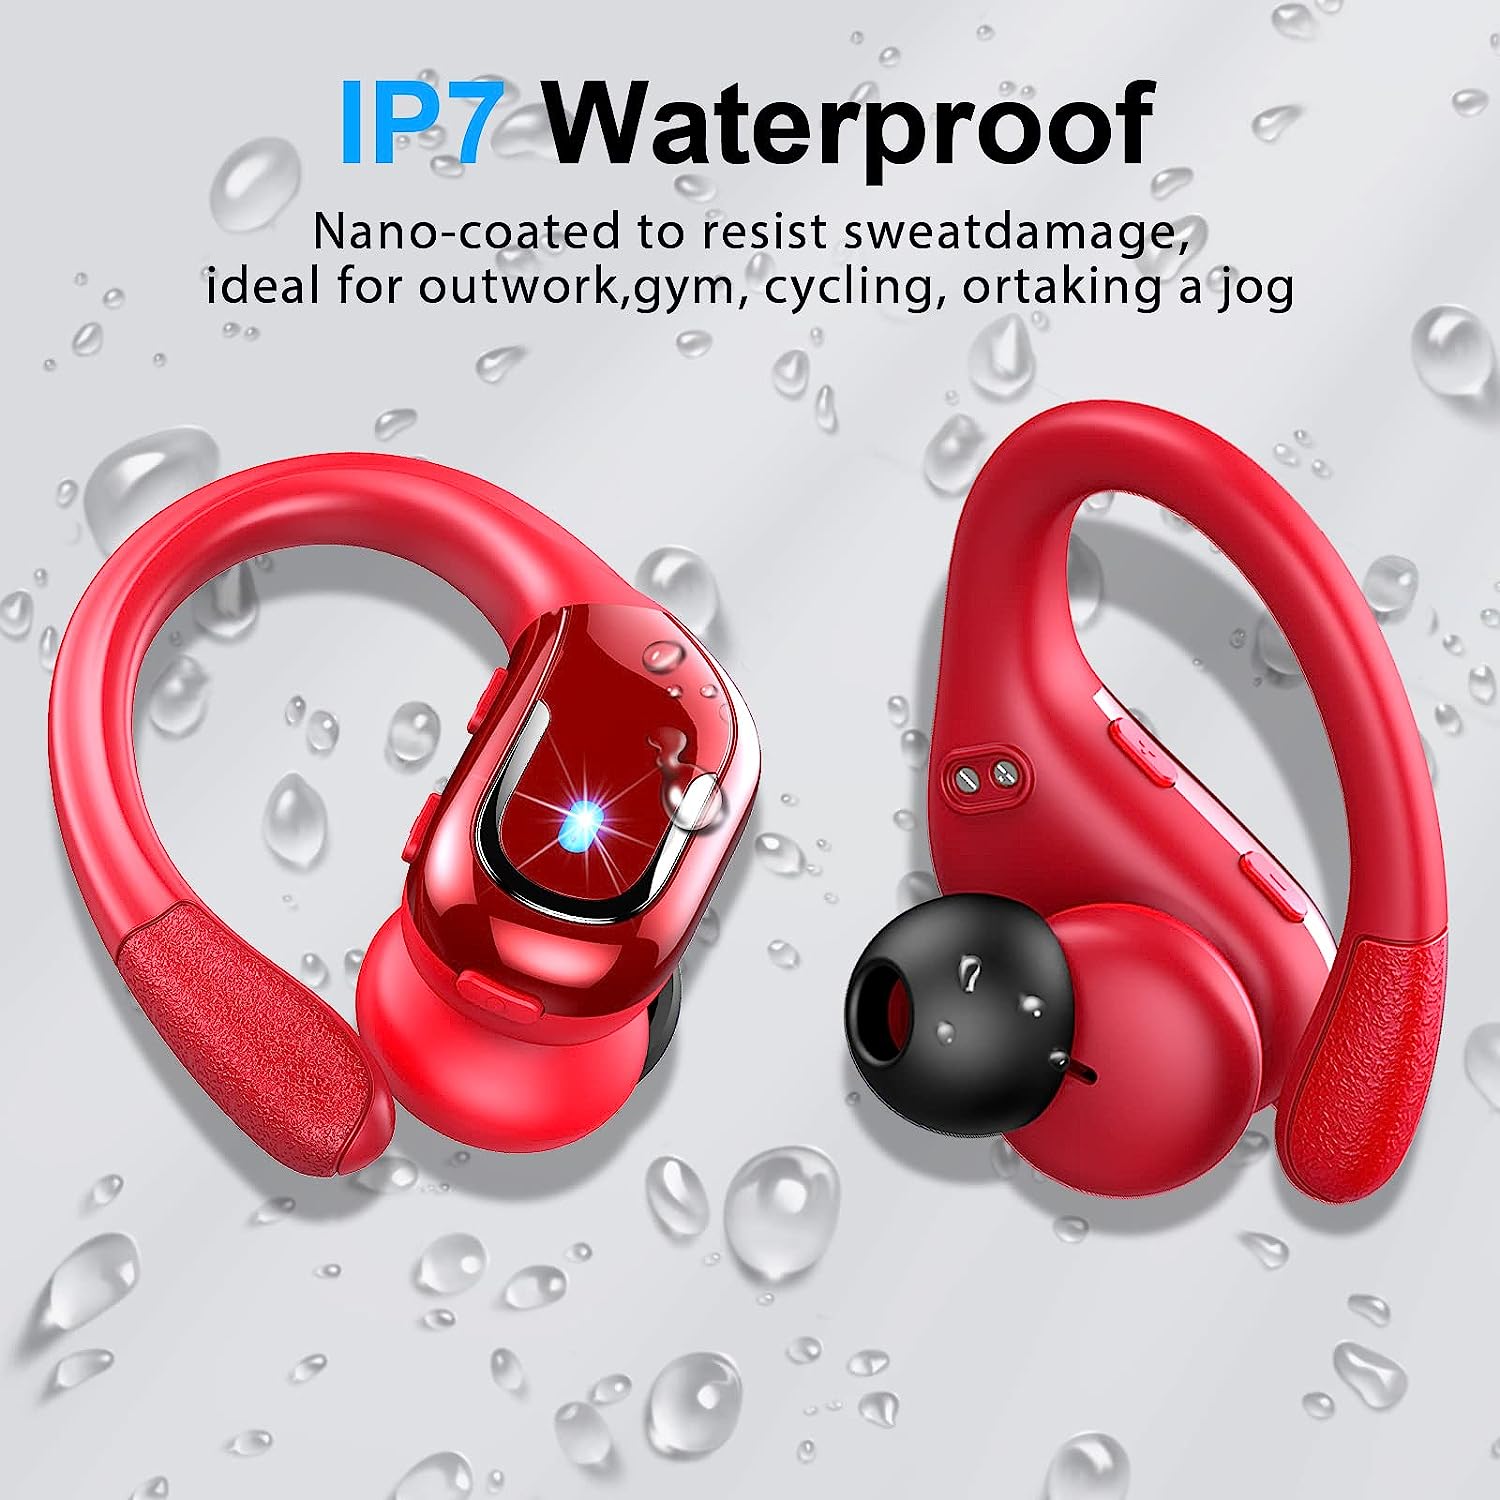 IP7 Waterproof
Nano-coated to resist sweatdamage,
ideal for outwork,gym, cycling, ortaking a jog